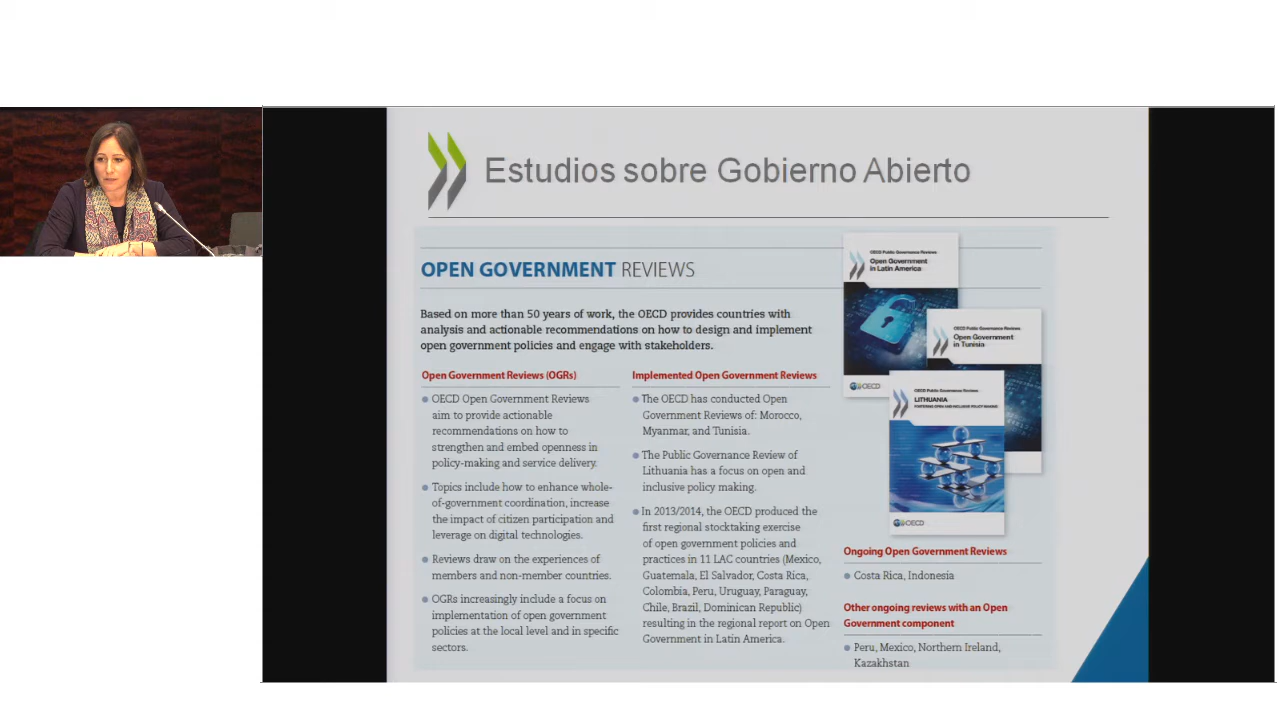 Estudios sobre Gobierno Abierto
OPEN GOVERNMENT REVIEWS
Based on more than 50 years of work, the OECD provides countries with
analysis and actionable recommendations on how to design and implement
open government policies and engage with stakeholders.
Open Government Reviews (OGRs)
OECD Open Government Reviews
aim to provide actionable
recommendations on how to
strengthen and embed openness in
policy-making and service delivery.
Topics include how to enhance whole-
of-government coordination, increase
the impact of citizen participation and
leverage on digital technologies.
Reviews draw on the experiences of
members and non-member countries.
OGRs increasingly include a focus on
implementation of open government
policies at the local level and in specific
sectors.
Implemented Open Government Reviews
The OECD has conducted Open
Government Reviews of: Morocco,
Myanmar, and Tunisia.
The Public Governance Review of
Lithuania has a focus on open and
inclusive policy making.
In 2013/2014, the OECD produced the
first regional stocktaking exercise
of open government policies and
practices in 11 LAC countries (Mexico,
Guatemala, El Salvador, Costa Rica,
Colombia, Peru, Uruguay, Paraguay,
Chile, Brazil, Dominican Republic)
resulting in the regional report on Open
Government in Latin America.
OECD Public Governance Reviews
Open Government
in Latin America
OECD
OECD Public Governance Reviews
Open Government
in Tunisia
OECD Public Governance Reviews
LITHUANIA
FOSTERING OPEN AND INCLUSIVE POLICY MAKING
OECD
Ongoing Open Government Reviews
Costa Rica, Indonesia
Other ongoing reviews with an Open
Government component
Peru, Mexico, Northern Ireland,
Kazakhstan